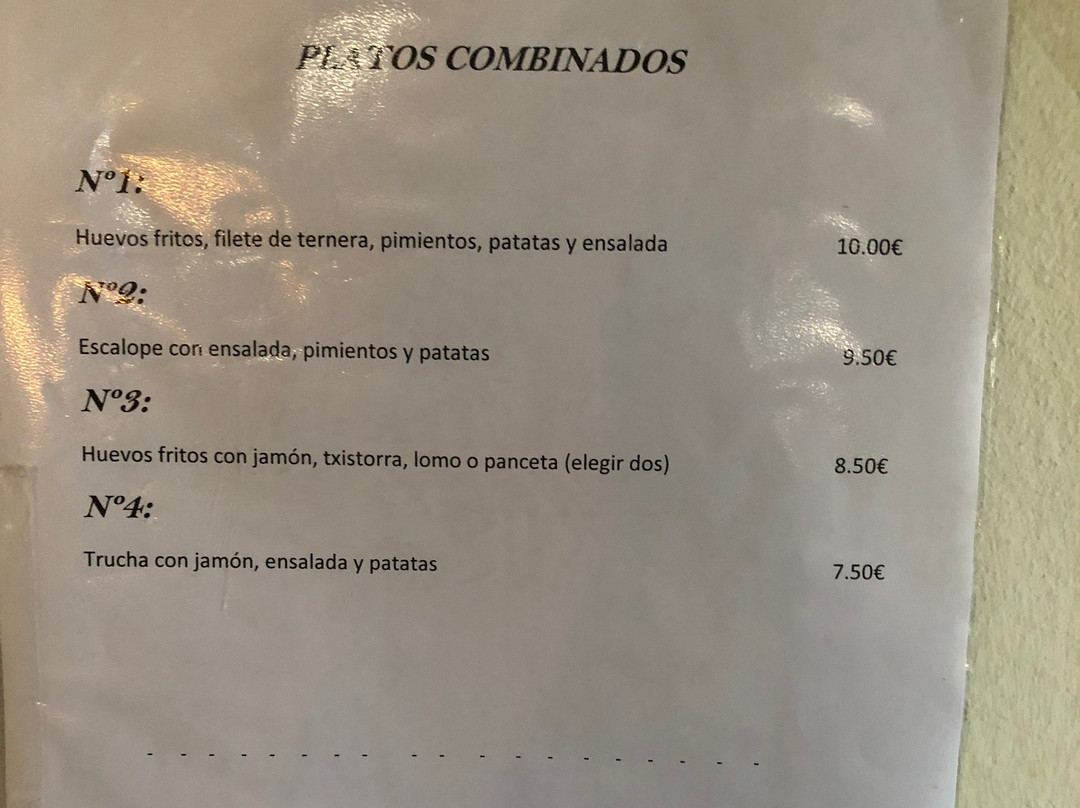 PLATOS COMBINADOS
Nº1:
Huevos fritos, filete de ternera, pimientos, patatas y ensalada 10.00€
Nº2:
Escalope con ensalada, pimientos y patatas 9.50€
Nº3:
Huevos fritos con jamón, txistorra, lomo o panceta (elegir dos) 8.50€
Nº4:
Trucha con jamón, ensalada y patatas 7.50€
- - - - - - - - - - - - - - - - - - -